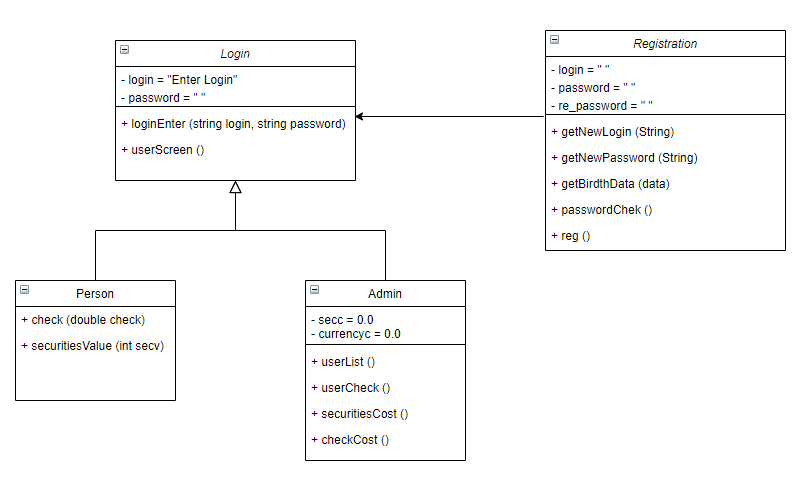 Login
- login = "Enter Login"
- password = " "
+ loginEnter (string login, string password)
+ userScreen ()
Registration
- login = " "
- password = " "
- re_password = " "
+ getNewLogin (String)
+ getNewPassword (String)
+ getBirdthData (data)
+ passwordChek ()
+ reg ()
Person
+ check (double check)
+ securitiesValue (int secv)
Admin
- secc = 0.0
- currencyc = 0.0
+ userList ()
+ userCheck ()
+ securitiesCost ()
+ checkCost ()